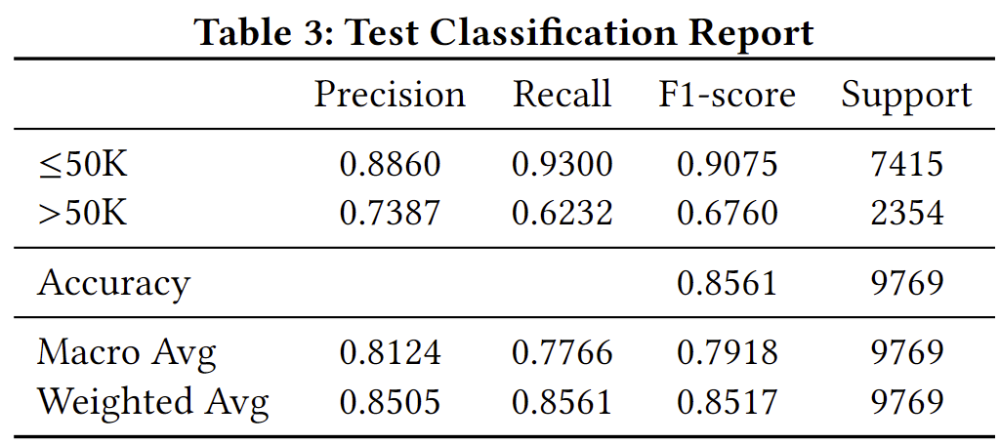 Table 3: Test Classification Report
Precision Recall F1-score Support
≤50K 0.8860 0.9300 0.9075 7415
>50K 0.7387 0.6232 0.6760 2354
Accuracy 0.8561 9769
Macro Avg 0.8124 0.7766 0.7918 9769
Weighted Avg 0.8505 0.8561 0.8517 9769